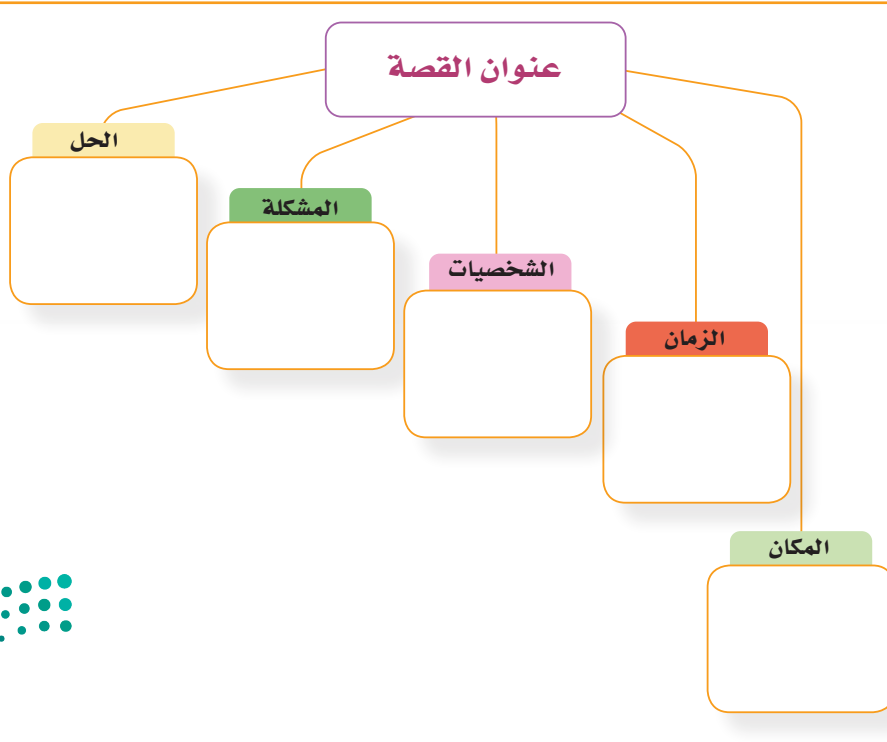 عنوان القصة
الحل
المشكلة
الشخصيات
الزمان
المكان